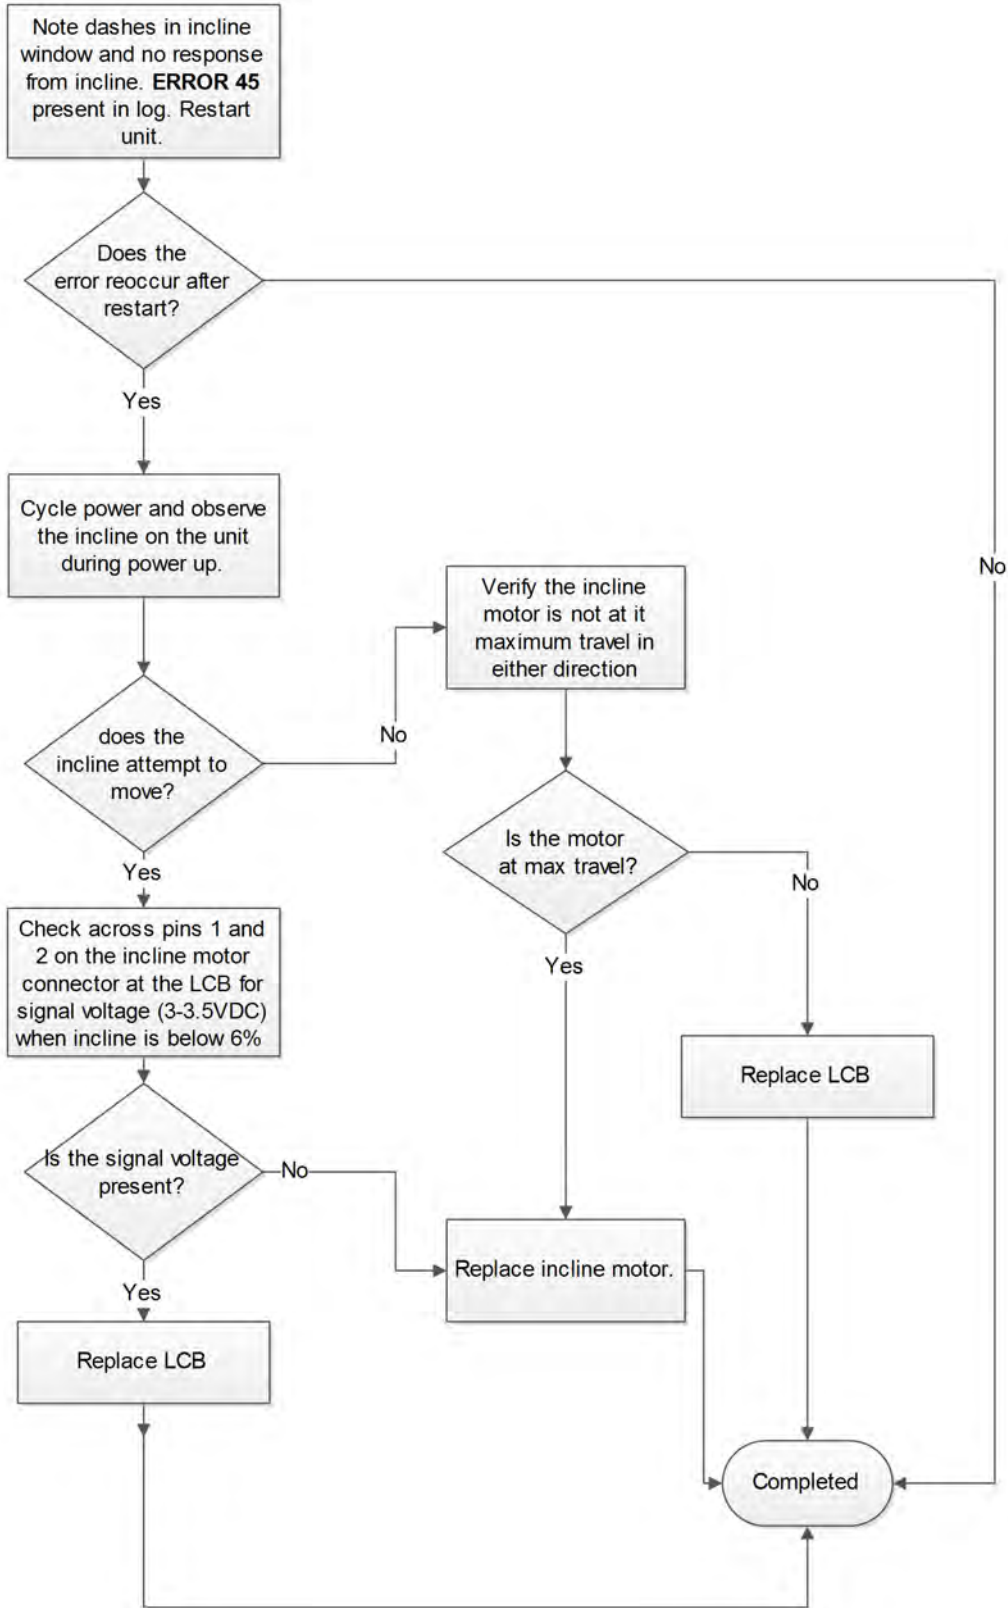 Note dashes in incline
window and no response
from incline. ERROR 45
present in log. Restart
unit.
Does the
error reoccur after
restart?
Yes
No
Cycle power and observe
the incline on the unit
during power up.
does the
incline attempt to
move?
No
Yes
Verify the incline
motor is not at it
maximum travel in
either direction
Is the motor
at max travel?
No
Yes
Check across pins 1 and
2 on the incline motor
connector at the LCB for
signal voltage (3-3.5VDC)
when incline is below 6%
Is the signal voltage
present?
No
Yes
Replace LCB
Replace incline motor.
Replace LCB
Completed